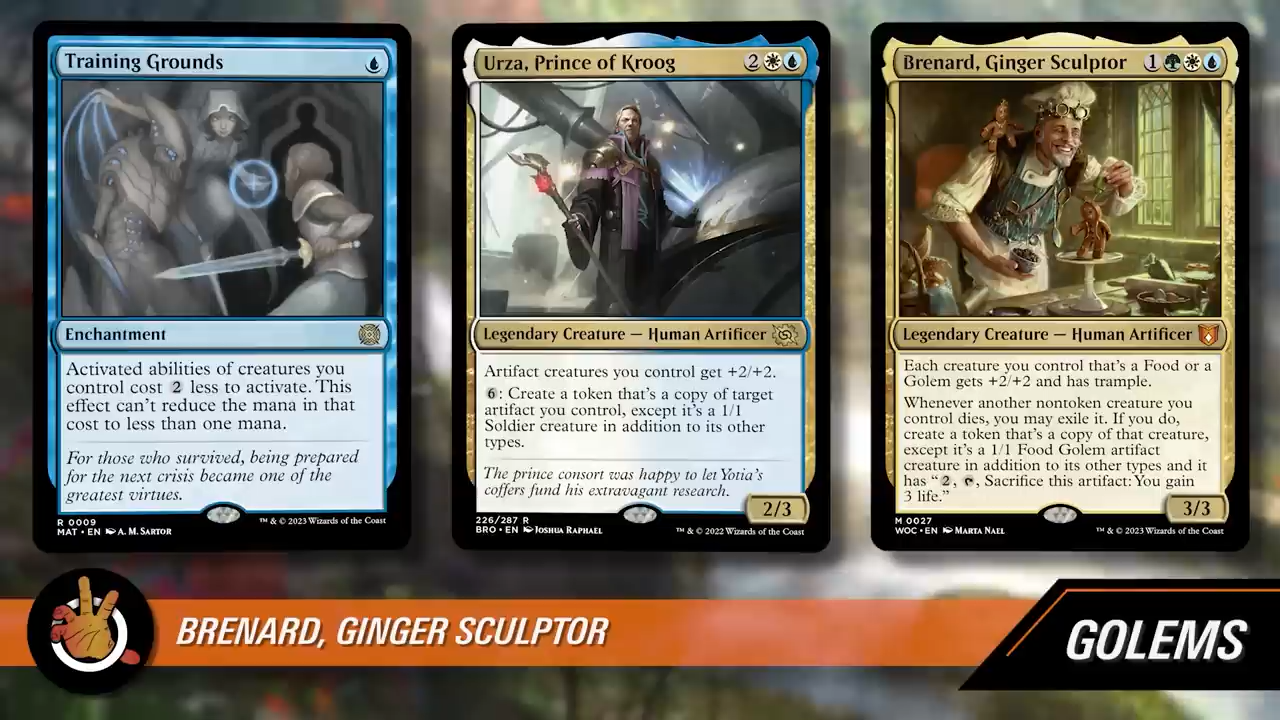 Training Grounds
Enchantment
Activated abilities of creatures you
control cost 2 less to activate. This
effect can't reduce the mana in that
cost to less than one mana.
For those who survived, being prepared
for the next crisis became one of the
greatest virtues.
R 0009
MAT • EN A. M. SARTOR
™ & © 2023 Wizards of the Coast
Urza, Prince of Kroog 2
Legendary Creature — Human Artificer
Artifact creatures you control get +2/+2.
6: Create a token that's a copy of target
artifact you control, except it's a 1/1
Soldier creature in addition to its other
types.
The prince consort was happy to let Yotia's
coffers fund his extravagant research.
2/3
226/287 R
BRO • EN JOSHUA RAPHAEL
™ & © 2022 Wizards of the Coast
Brenard, Ginger Sculptor 1
Legendary Creature — Human Artificer
Each creature you control that's a Food or a
Golem gets +2/+2 and has trample.
Whenever another nontoken creature you
control dies, you may exile it. If you do,
create a token that's a copy of that creature,
except it's a 1/1 Food Golem artifact
creature in addition to its other types and it
has “2, , Sacrifice this artifact: You gain
3 life.”
3/3
M 0027
WOC • EN MARTA NAEL
™ & © 2023 Wizards of the Coast
BRENARD, GINGER SCULPTOR
GOLEMS